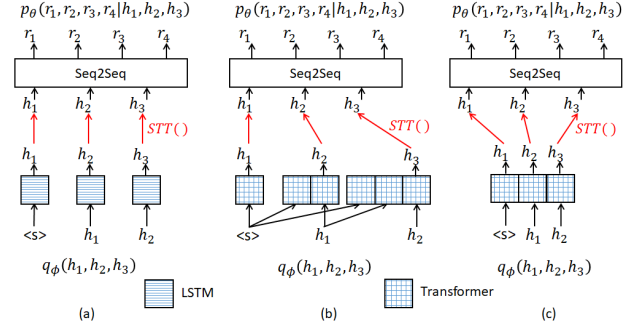 pθ(r1,r2,r3,r4|h1,h2,h3) pθ(r1,r2,r3,r4|h1,h2,h3) pθ(r1,r2,r3,r4|h1,h2,h3)
r1 r2 r3 r4 r1 r2 r3 r4 r1 r2 r3 r4
Seq2Seq Seq2Seq Seq2Seq
h1 h2 h3 h1 h2 h3 h1 h2 h3
STT() STT() STT()
h1 h2 h3 h1 h2 h3 h1 h2 h3
<s> h1 h2 <s> h1 h2 <s> h1 h2
qϕ(h1,h2,h3) qϕ(h1,h2,h3) qϕ(h1,h2,h3)
LSTM Transformer
(a) (b) (c)